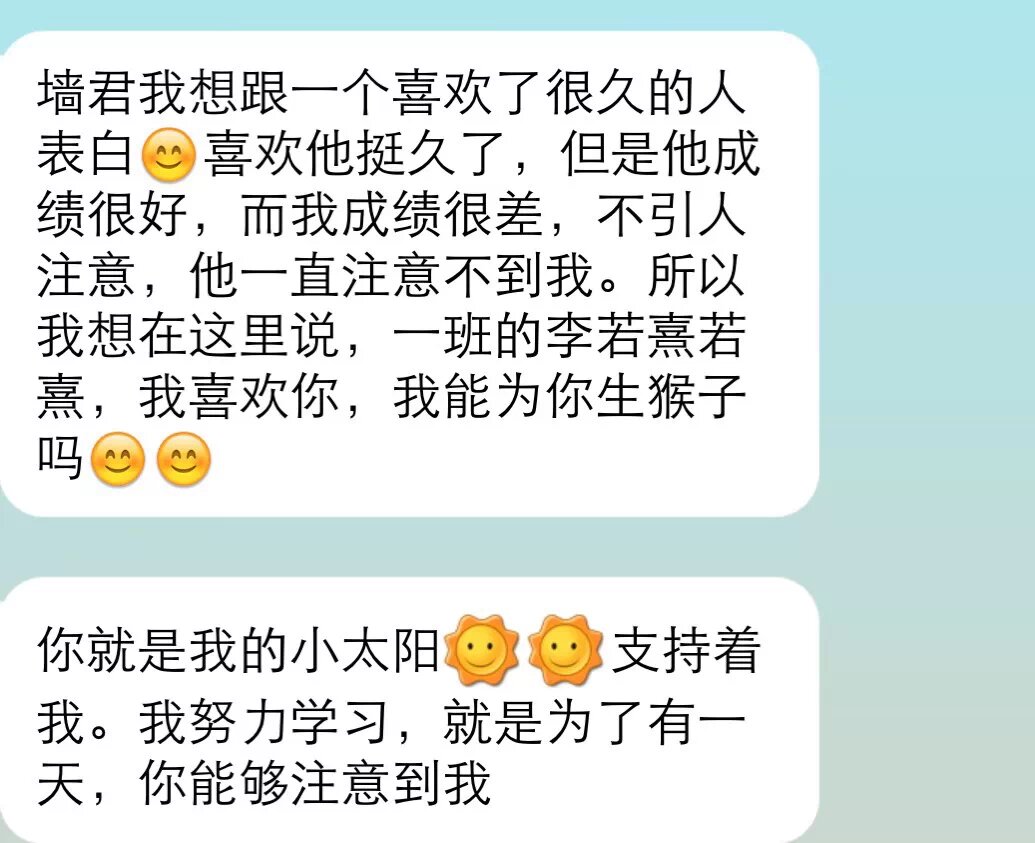 墙君我想跟一个喜欢了很久的人
表白😊喜欢他挺久了，但是他成
绩很好，而我成绩很差，不引人
注意，他一直注意不到我。所以
我想在这里说，一班的李若熹若
熹，我喜欢你，我能为你生猴子
吗😊😊
你就是我的小太阳🌞🌞支持着
我。我努力学习，就是为了有一
天，你能够注意到我